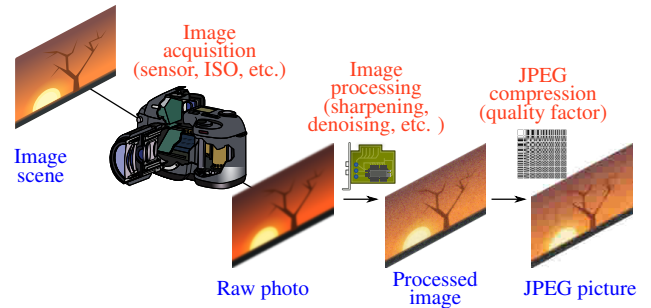 Image
acquisition
(sensor, ISO, etc.)
Image
scene
Raw photo
Image
processing
(sharpening,
denoising, etc. )
Processed
image
JPEG
compression
(quality factor)
JPEG picture